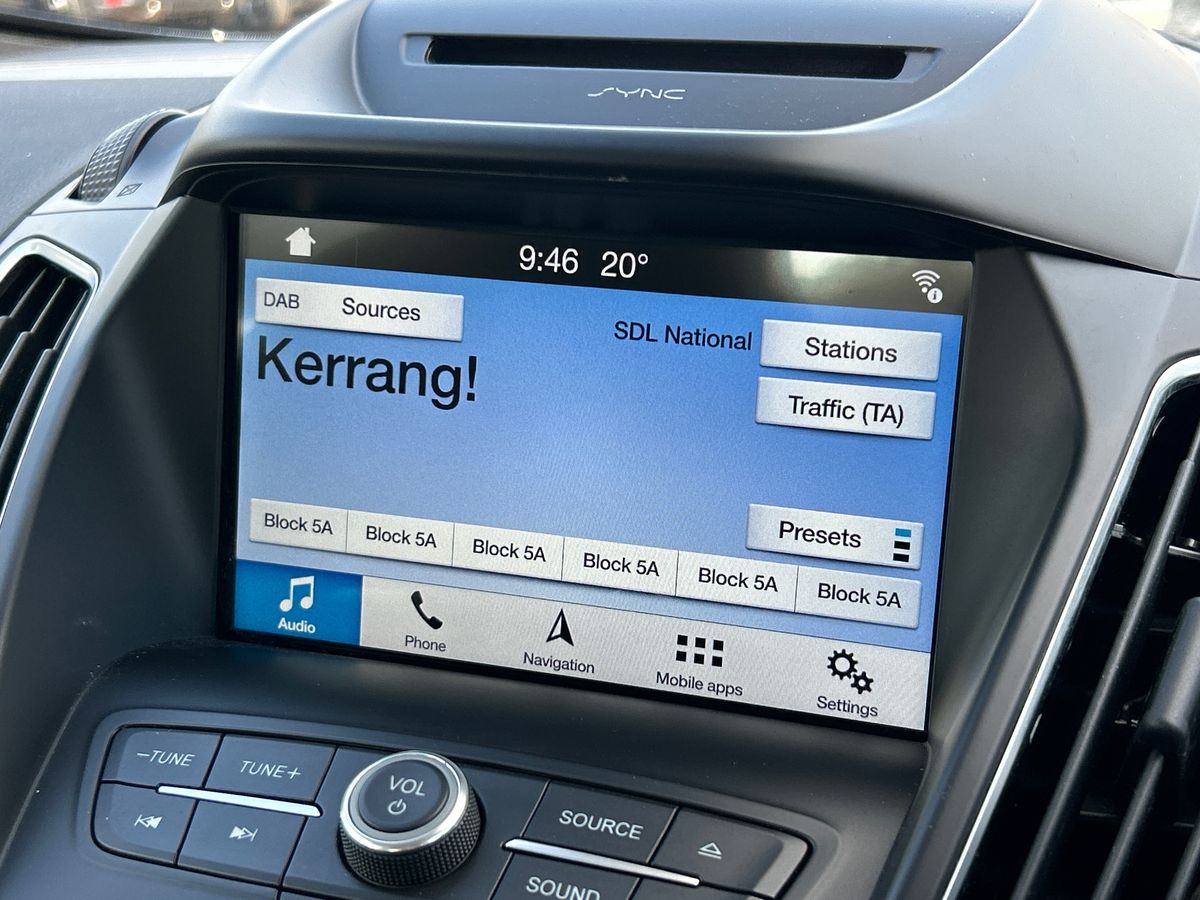 SYNC
9:46 20°
DAB Sources
SDL National
Stations
Kerrang!
Traffic (TA)
Presets
Block 5A
Block 5A
Block 5A
Block 5A
Block 5A
Block 5A
Audio
Phone
Navigation
Mobile apps
Settings
–TUNE
TUNE+
VOL
SOURCE
SOUND